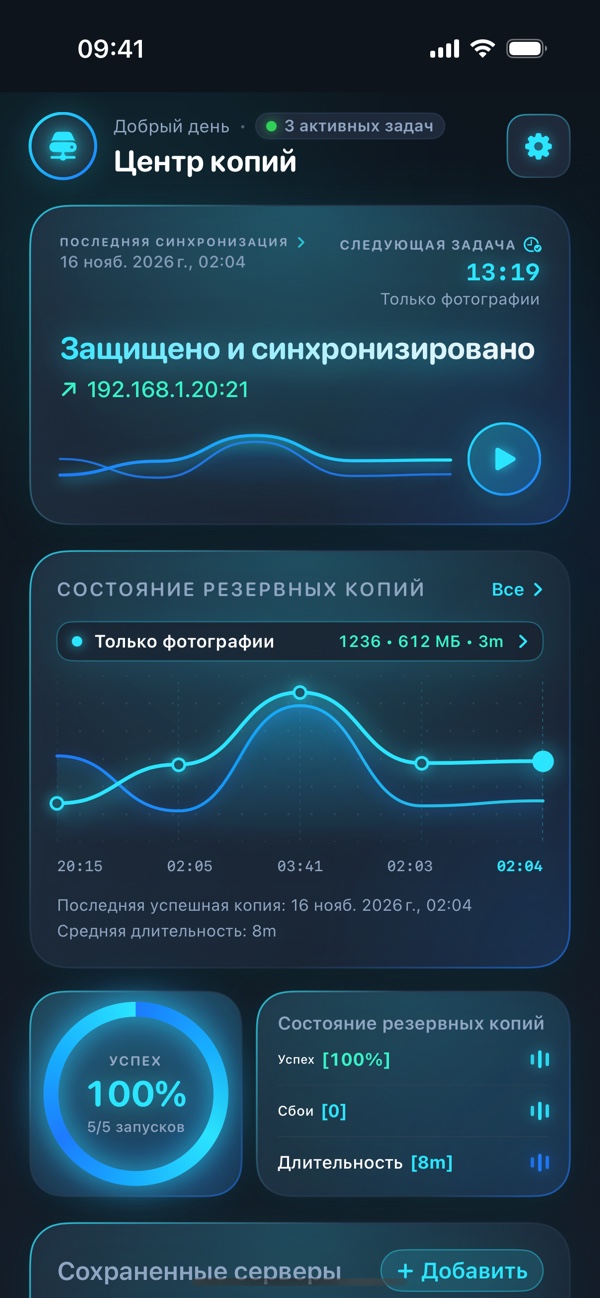 09:41
Добрый день · 3 активных задач
Центр копий
ПОСЛЕДНЯЯ СИНХРОНИЗАЦИЯ
16 нояб. 2026 г., 02:04
СЛЕДУЮЩАЯ ЗАДАЧА
13:19
Только фотографии
Защищено и синхронизировано
192.168.1.20:21
СОСТОЯНИЕ РЕЗЕРВНЫХ КОПИЙ
Все
Только фотографии 1236 • 612 МБ • 3m
20:15 02:05 03:41 02:03 02:04
Последняя успешная копия: 16 нояб. 2026 г., 02:04
Средняя длительность: 8m
УСПЕХ
100%
5/5 запусков
Состояние резервных копий
Успех [100%]
Сбои [0]
Длительность [8m]
Сохраненные серверы
+ Добавить